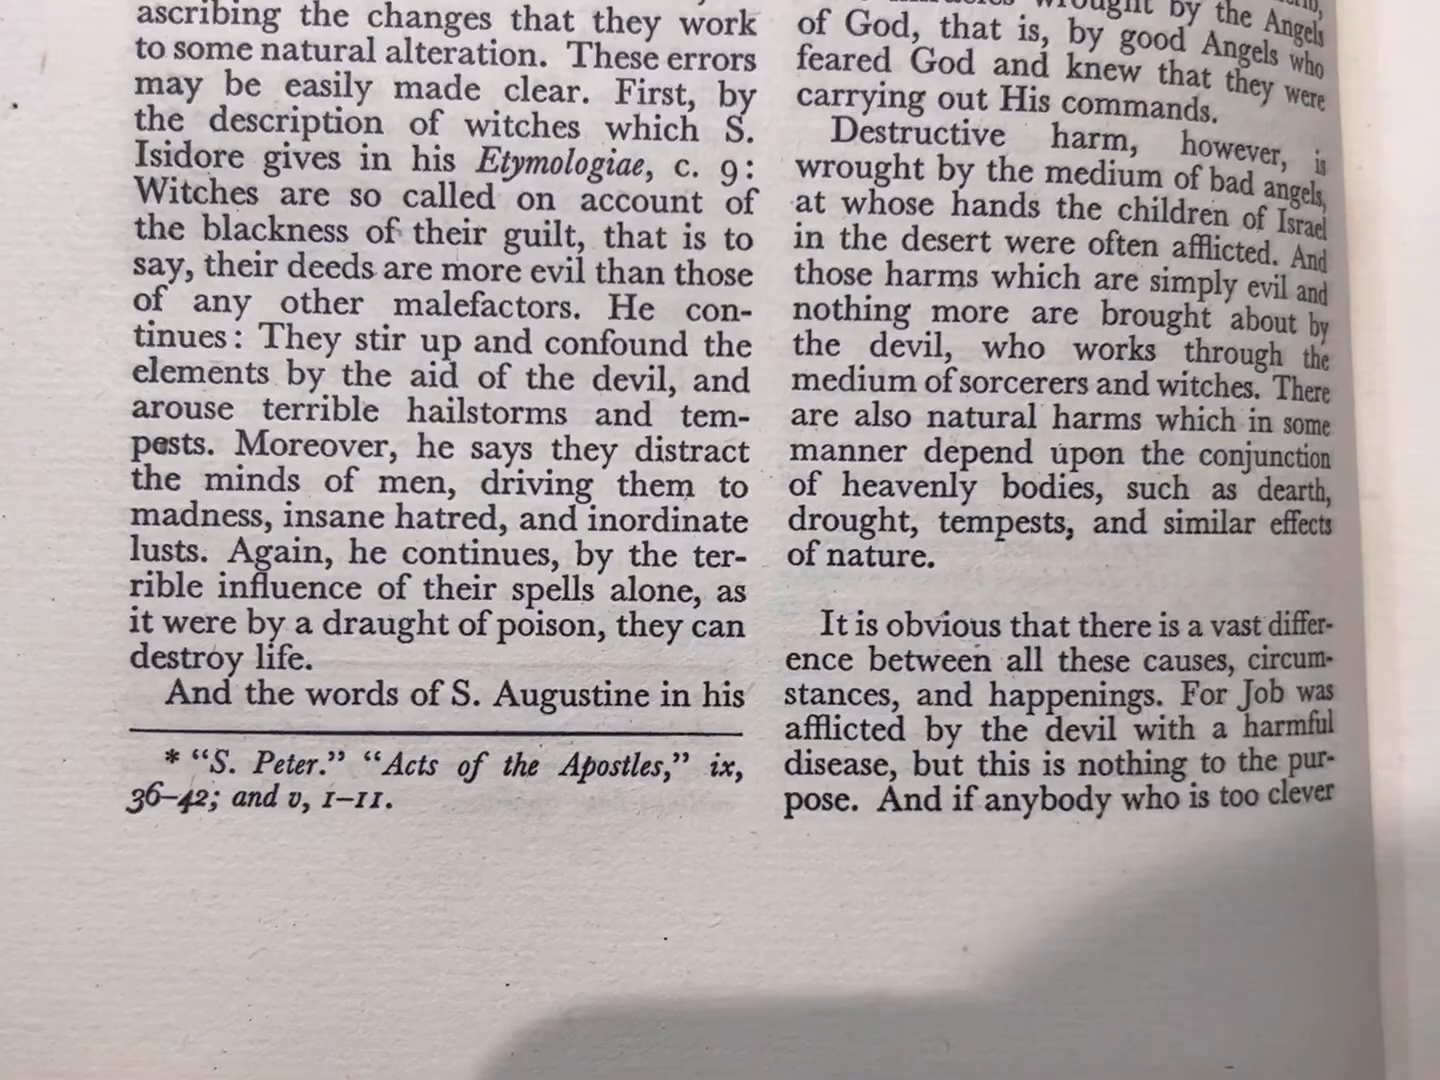 ascribing the changes that they work
to some natural alteration. These errors
may be easily made clear. First, by
the description of witches which S.
Isidore gives in his Etymologiae, c. 9:
Witches are so called on account of
the blackness of their guilt, that is to
say, their deeds are more evil than those
of any other malefactors. He con-
tinues: They stir up and confound the
elements by the aid of the devil, and
arouse terrible hailstorms and tem-
pests. Moreover, he says they distract
the minds of men, driving them to
madness, insane hatred, and inordinate
lusts. Again, he continues, by the ter-
rible influence of their spells alone, as
it were by a draught of poison, they can
destroy life.
And the words of S. Augustine in his
* “S. Peter.” “Acts of the Apostles,” ix,
36–42; and v, 1–11.
wrought by the Angels
of God, that is, by good Angels who
feared God and knew that they were
carrying out His commands.
Destructive harm, however, is
wrought by the medium of bad angels,
at whose hands the children of Israel
in the desert were often afflicted. And
those harms which are simply evil and
nothing more are brought about by
the devil, who works through the
medium of sorcerers and witches. There
are also natural harms which in some
manner depend upon the conjunction
of heavenly bodies, such as dearth,
drought, tempests, and similar effects
of nature.
It is obvious that there is a vast differ-
ence between all these causes, circum-
stances, and happenings. For Job was
afflicted by the devil with a harmful
disease, but this is nothing to the pur-
pose. And if anybody who is too clever